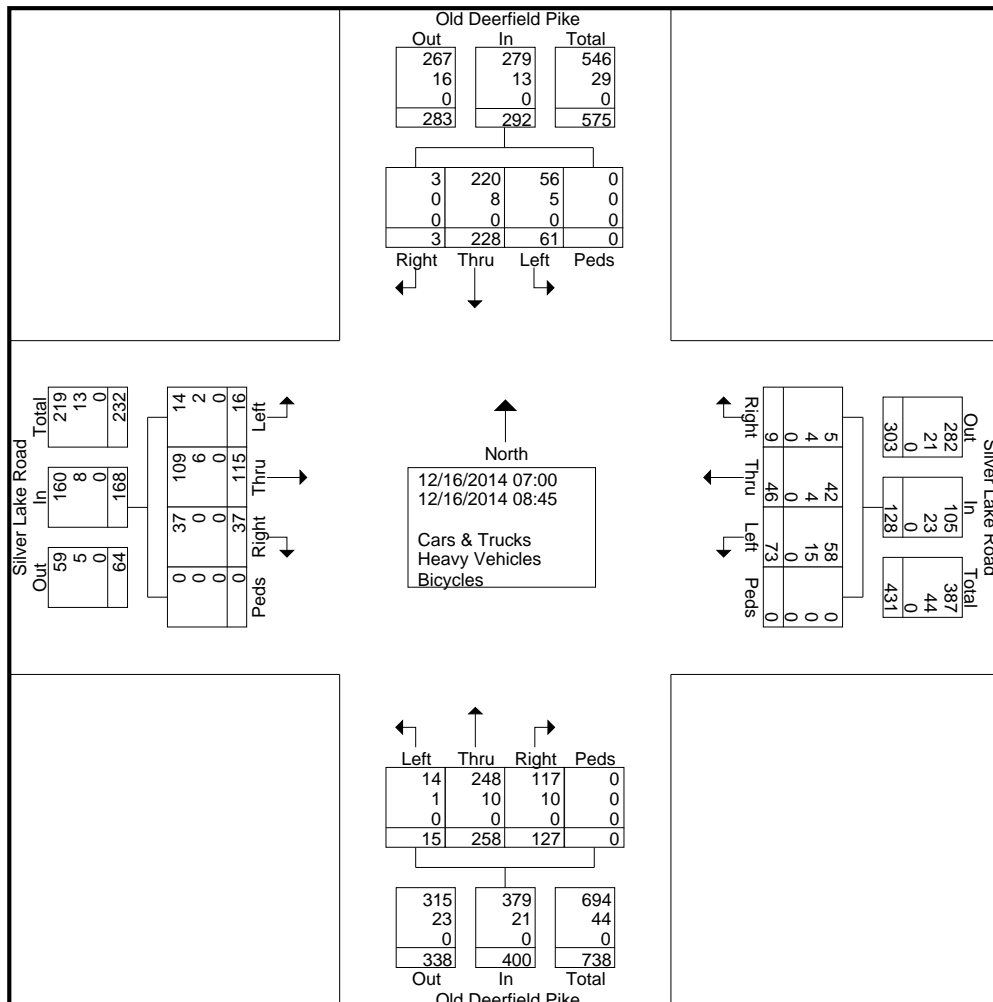 Old Deerfield Pike
Out In Total
267 279 546
16 13 29
0 0 0
283 292 575
3 220 56 0
0 8 5 0
0 0 0 0
3 228 61 0
Right Thru Left Peds
Silver Lake Road
Total In Out
219 160 59
13 8 5
0 0 0
232 168 64
14 109 37 0
2 6 0 0
0 0 0 0
16 115 37 0
Left Thru Right Peds
North
12/16/2014 07:00
12/16/2014 08:45
Cars & Trucks
Heavy Vehicles
Bicycles
Right Thru Left Peds
5 42 58 0
4 4 15 0
0 0 0 0
9 46 73 0
Out In Total
282 105 387
21 23 44
0 0 0
303 128 431
Silver Lake Road
Left Thru Right Peds
14 248 117 0
1 10 10 0
0 0 0 0
15 258 127 0
315 379 694
23 21 44
0 0 0
338 400 738
Out In Total
Old Deerfield Pike